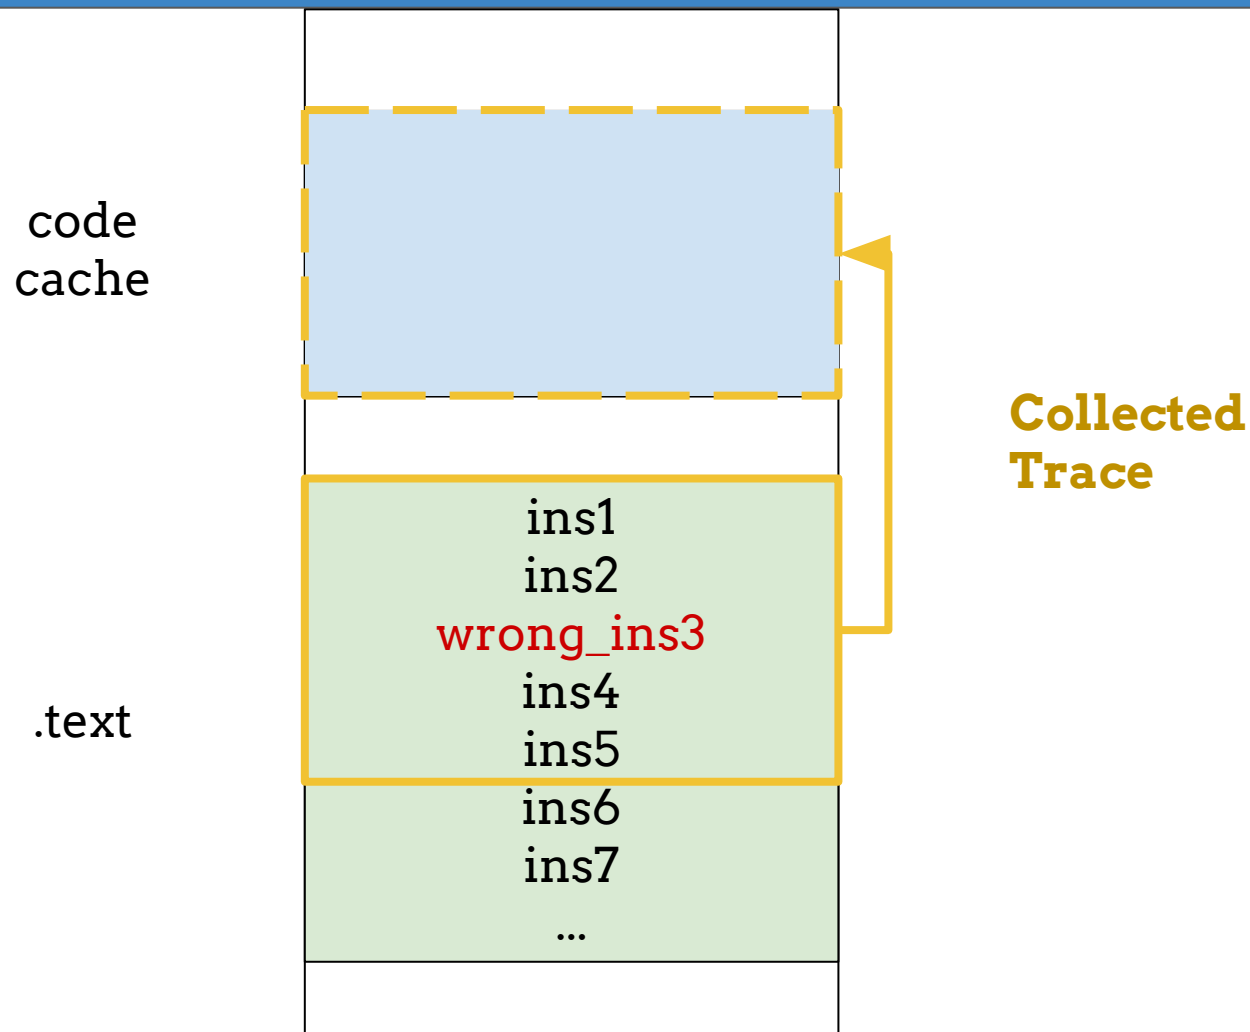 code
cache
Collected
Trace
ins1
ins2
wrong_ins3
ins4
ins5
.text
ins6
ins7
...